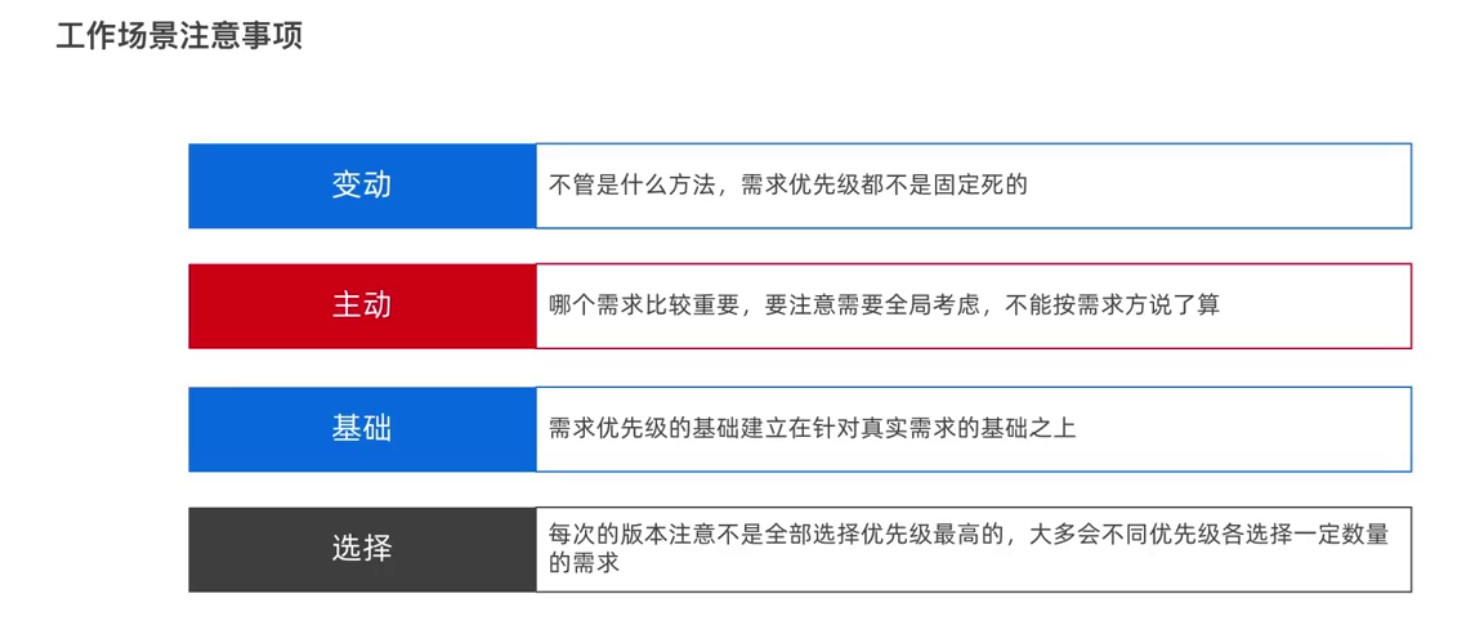 工作场景注意事项
变动
不管是什么方法，需求优先级都不是固定死的
主动
哪个需求比较重要，要注意需要全局考虑，不能按需求方说了算
基础
需求优先级的基础建立在针对真实需求的基础之上
选择
每次的版本注意不是全部选择优先级最高的，大多会不同优先级各选择一定数量
的需求